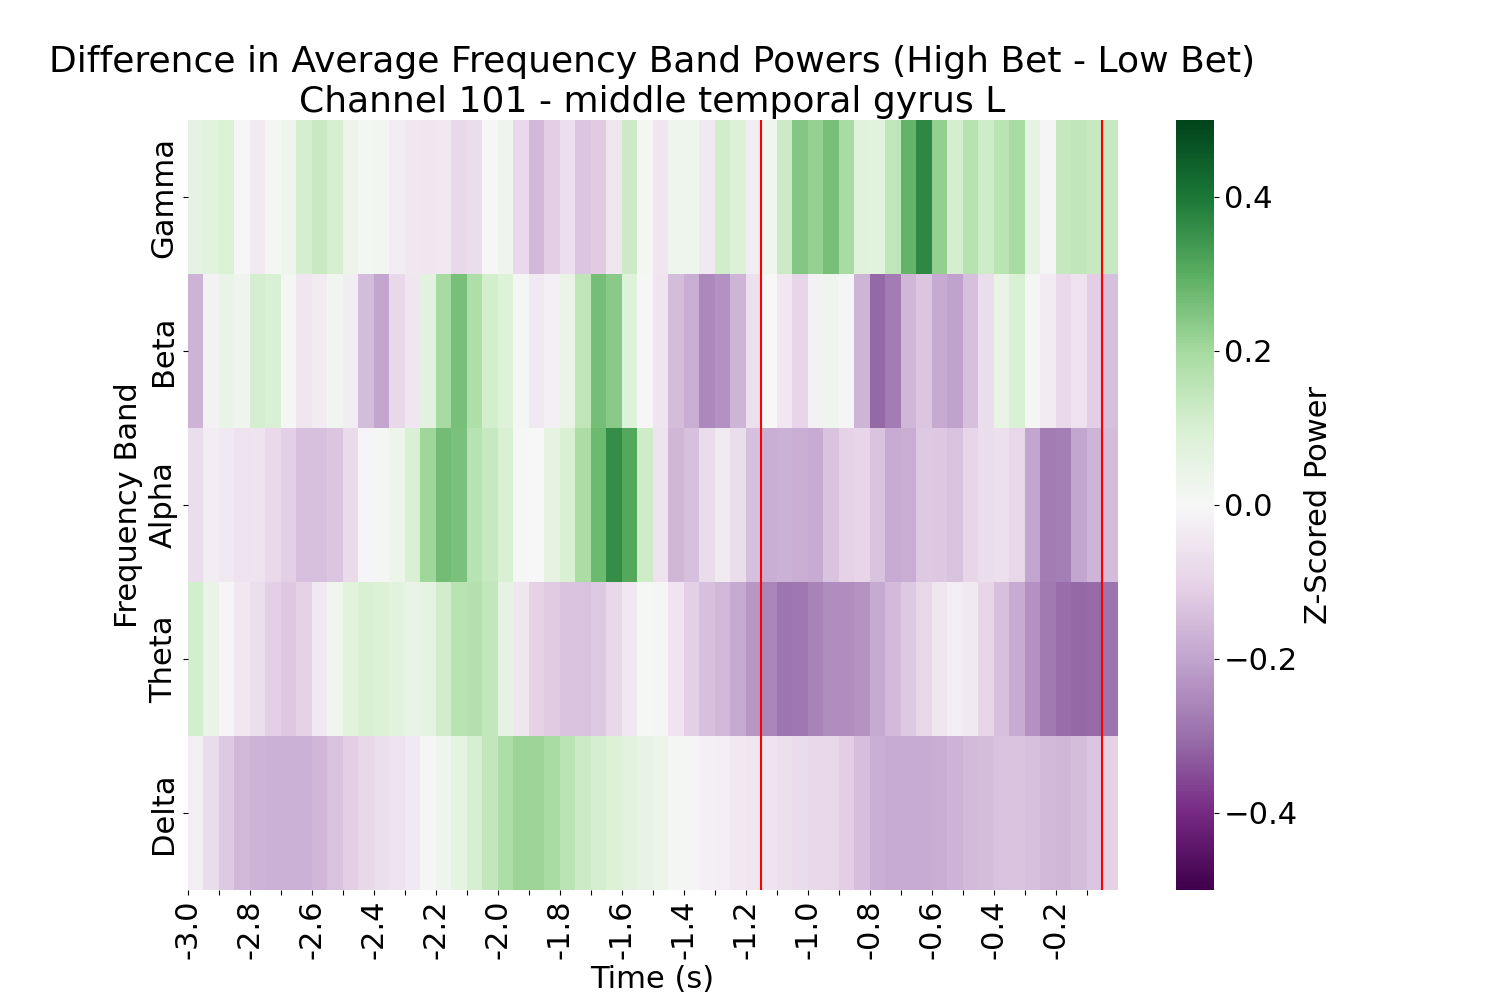 Difference in Average Frequency Band Powers (High Bet - Low Bet)
Channel 101 - middle temporal gyrus L
Frequency Band
Gamma
Beta
Alpha
Theta
Delta
-3.0
-2.8
-2.6
-2.4
-2.2
-2.0
-1.8
-1.6
-1.4
-1.2
-1.0
-0.8
-0.6
-0.4
-0.2
Time (s)
0.4
0.2
0.0
−0.2
−0.4
Z-Scored Power